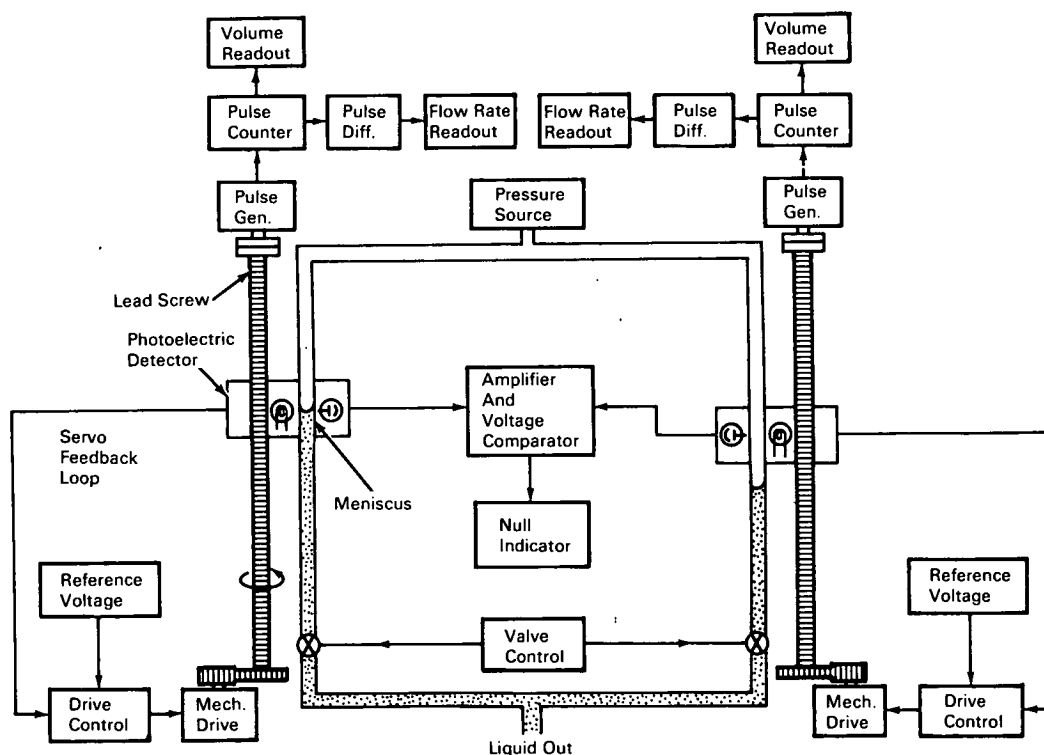 Volume
Readout
Volume
Readout
Pulse
Counter
Pulse
Diff.
Flow Rate
Readout
Flow Rate
Readout
Pulse
Diff.
Pulse
Counter
Pulse
Gen.
Pressure
Source
Pulse
Gen.
Lead Screw
Photoelectric
Detector
Amplifier
And
Voltage
Comparator
Servo
Feedback
Loop
Meniscus
Null
Indicator
Reference
Voltage
Reference
Voltage
Valve
Control
Drive
Control
Mech.
Drive
Mech.
Drive
Drive
Control
Liquid Out